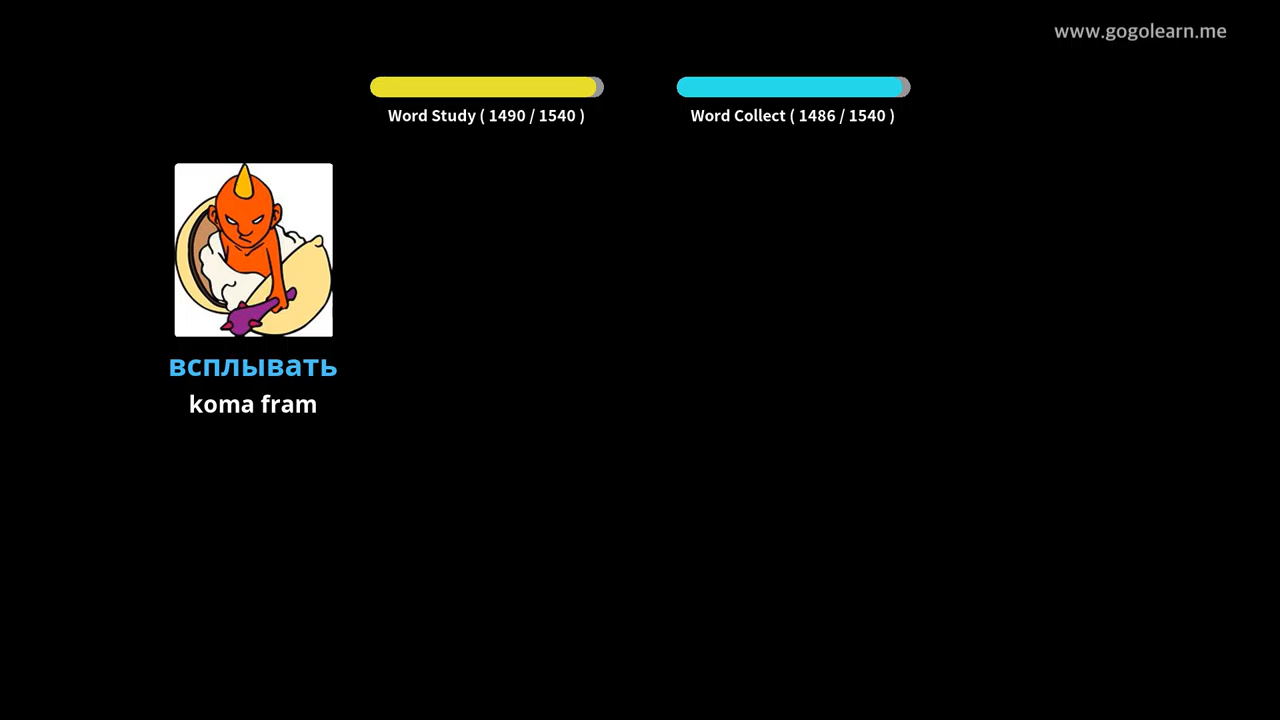 www.gogolearn.me
Word Study ( 1490 / 1540 )
Word Collect ( 1486 / 1540 )
всплывать
koma fram